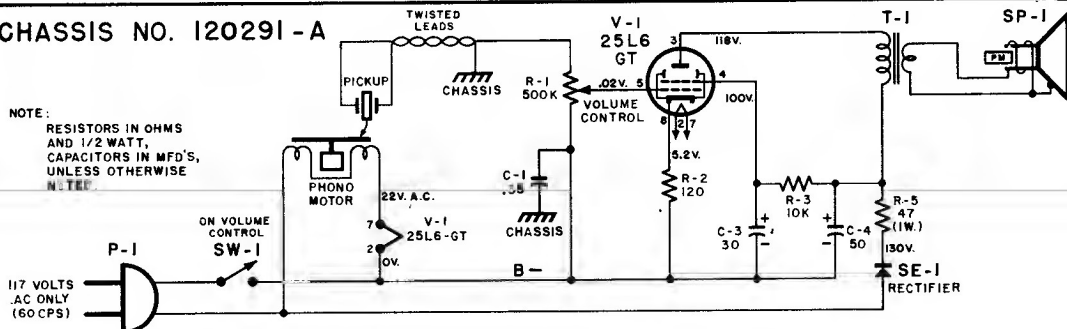 CHASSIS NO. 120291-A
NOTE:
RESISTORS IN OHMS
AND 1/2 WATT,
CAPACITORS IN MFD'S,
UNLESS OTHERWISE
NOTED
TWISTED
LEADS
PICKUP
CHASSIS
R-1
500K
VOLUME
CONTROL
.02V.
V-1
25L6
GT
3
118V.
5
4
100V.
8
2
7
5.2V.
R-2
120
T-1
SP-1
PM
PHONO
MOTOR
22V. A.C.
7
V-1
25L6-GT
2
0V.
C-1
CHASSIS
C-3
30
+
-
R-3
10K
C-4
50
+
-
R-5
47
(1W.)
130V.
SE-1
RECTIFIER
B-
ON VOLUME
CONTROL
SW-1
P-1
117 VOLTS
AC ONLY
(60 CPS)